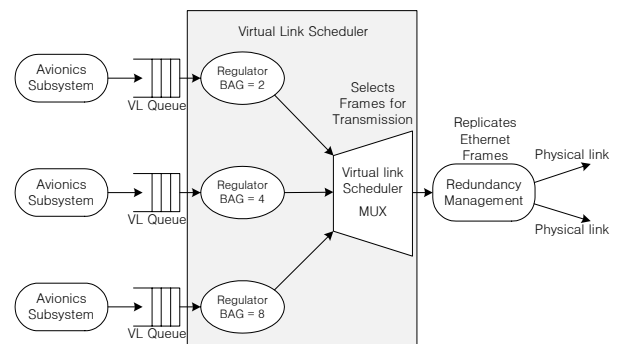 Virtual Link Scheduler
Avionics
Subsystem
VL Queue
Regulator
BAG = 2
Selects
Frames for
Transmission
Avionics
Subsystem
VL Queue
Regulator
BAG = 4
Virtual link
Scheduler
MUX
Replicates
Ethernet
Frames
Redundancy
Management
Physical link
Physical link
Avionics
Subsystem
VL Queue
Regulator
BAG = 8